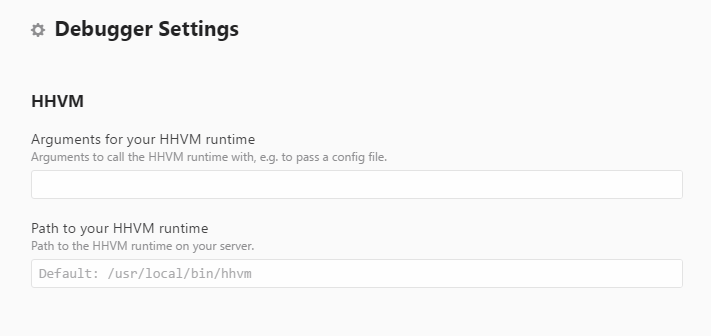 Debugger Settings
HHVM
Arguments for your HHVM runtime
Arguments to call the HHVM runtime with, e.g. to pass a config file.
Path to your HHVM runtime
Path to the HHVM runtime on your server.
Default: /usr/local/bin/hhvm